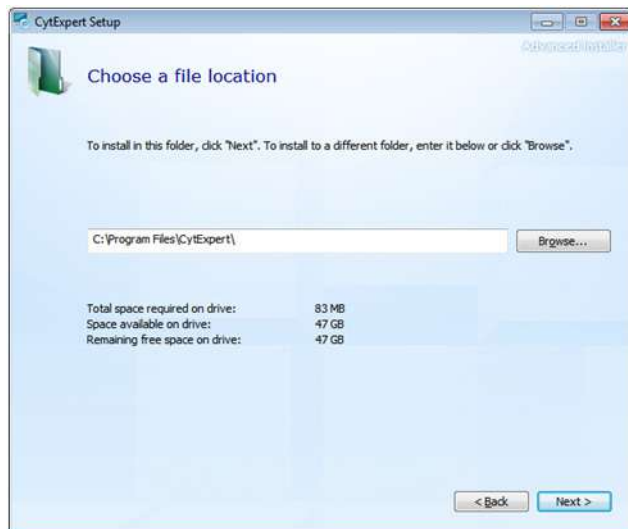 CytExpert Setup
Advanced Installer
Choose a file location
To install in this folder, click "Next". To install to a different folder, enter it below or click "Browse".
C:\Program Files\CytExpert\
Browse...
Total space required on drive: 83 MB
Space available on drive: 47 GB
Remaining free space on drive: 47 GB
< Back
Next >